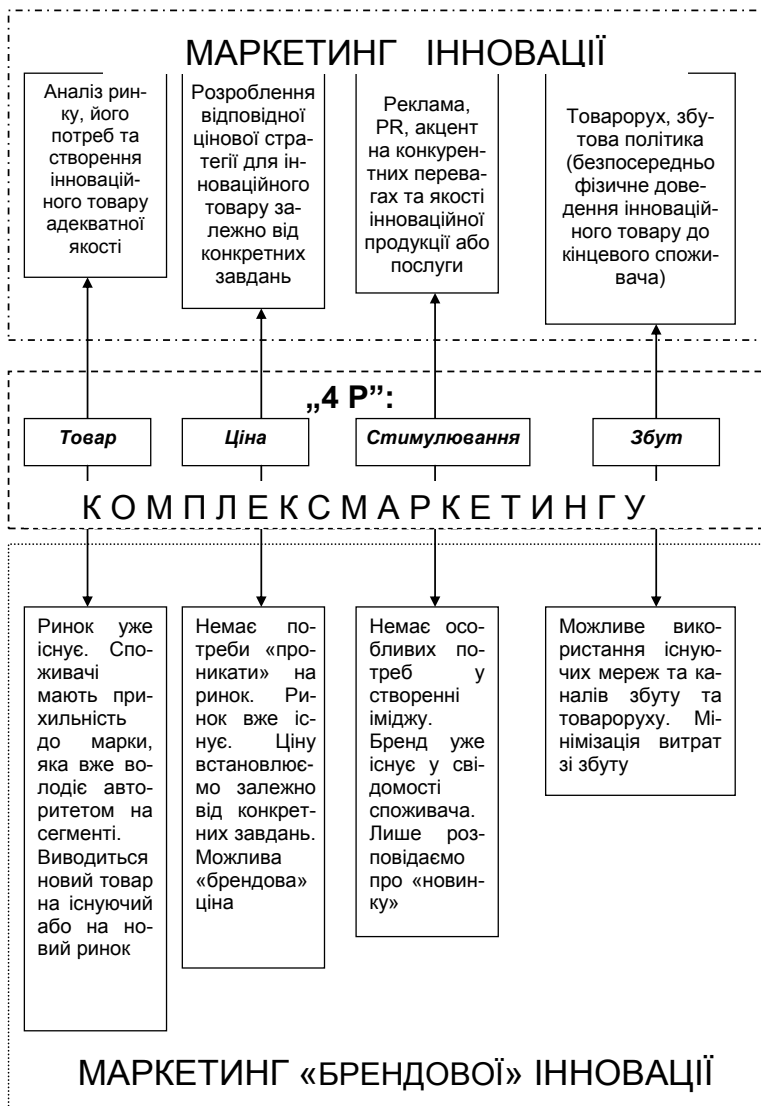 МАРКЕТИНГ ІННОВАЦІЇ
Аналіз рин-
ку, його
потреб та
створення
інновацій-
ного товару
адекватної
якості
Розроблення
відповідної
цінової стра-
тегії для ін-
новаційного
товару за-
лежно від
конкретних
завдань
Реклама,
PR, акцент
на конкурен-
тних перева-
гах та якості
інноваційної
продукції або
послуги
Товарорух, збу-
това політика
(безпосередньо
фізичне дове-
дення інновацій-
ного товару до
кінцевого спожи-
вача)
„4 Р”:
Товар
Ціна
Стимулювання
Збут
К О М П Л Е К С М А Р К Е Т И Н Г У
Ринок уже
існує. Спо-
живачі
мають при-
хильність
до марки,
яка вже во-
лодіє авто-
ритетом на
сегменті.
Виводиться
новий товар
на існуючий
або на но-
вий ринок
Немає по-
треби «про-
никати» на
ринок. Ри-
нок вже іс-
нує. Ціну
встановлює-
мо залежно
від конкрет-
них завдань.
Можлива
«брендова»
ціна
Немає осо-
бливих по-
треб у
створенні
іміджу.
Бренд уже
існує у сві-
домості
споживача.
Лише роз-
повідаємо
про «новин-
ку»
Можливе вико-
ристання існую-
чих мереж та ка-
налів збуту та
товароруху. Мі-
німізація витрат
зі збуту
МАРКЕТИНГ «БРЕНДОВОЇ» ІННОВАЦІЇ